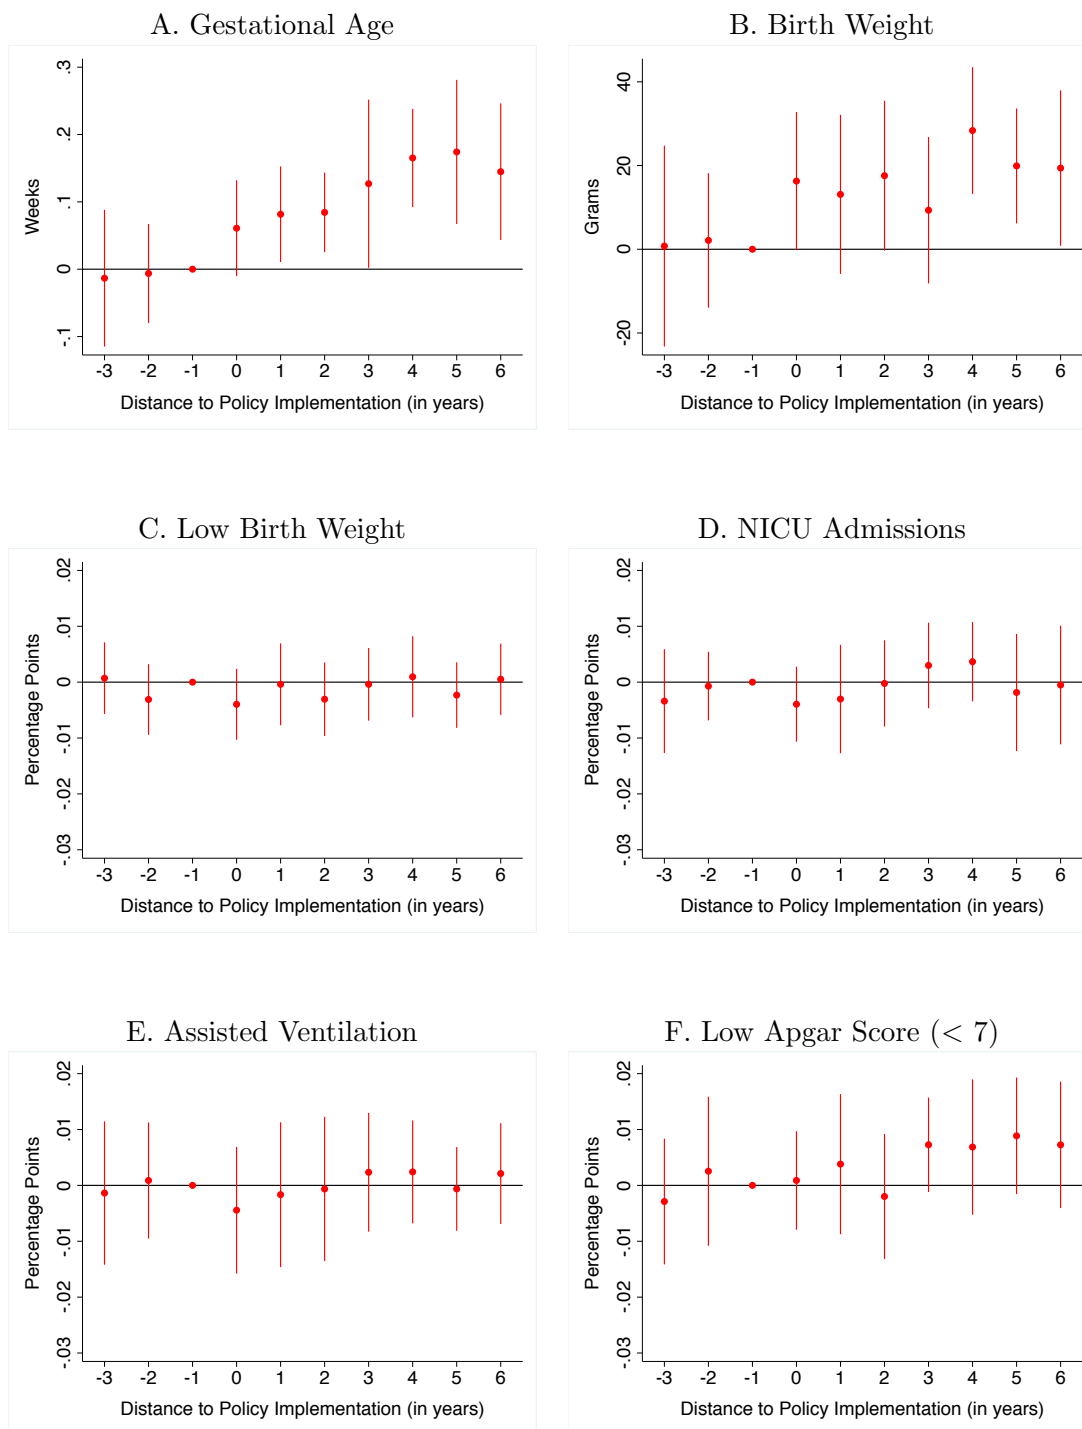 A. Gestational Age
.3
.2
.1
0
-.1
Weeks
-3 -2 -1 0 1 2 3 4 5 6
Distance to Policy Implementation (in years)
B. Birth Weight
40
20
0
-20
Grams
-3 -2 -1 0 1 2 3 4 5 6
Distance to Policy Implementation (in years)
C. Low Birth Weight
.02
.01
0
-.01
-.02
-.03
Percentage Points
-3 -2 -1 0 1 2 3 4 5 6
Distance to Policy Implementation (in years)
D. NICU Admissions
.02
.01
0
-.01
-.02
-.03
Percentage Points
-3 -2 -1 0 1 2 3 4 5 6
Distance to Policy Implementation (in years)
E. Assisted Ventilation
.02
.01
0
-.01
-.02
-.03
Percentage Points
-3 -2 -1 0 1 2 3 4 5 6
Distance to Policy Implementation (in years)
F. Low Apgar Score (< 7)
.02
.01
0
-.01
-.02
-.03
Percentage Points
-3 -2 -1 0 1 2 3 4 5 6
Distance to Policy Implementation (in years)